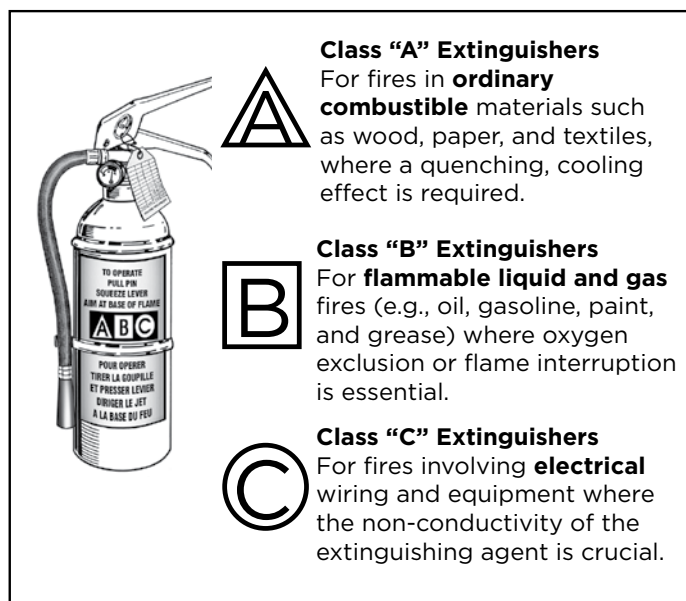 TO OPERATE
PULL PIN
SQUEEZE LEVER
AIM AT BASE OF FLAME
A B C
POUR OPERER
TIRER LA GOUPILLE
ET PRESSER LEVIER
DIRIGER LE JET
A LA BASE DU FEU
A
Class “A” Extinguishers
For fires in ordinary
combustible materials such
as wood, paper, and textiles,
where a quenching, cooling
effect is required.
B
Class “B” Extinguishers
For flammable liquid and gas
fires (e.g., oil, gasoline, paint,
and grease) where oxygen
exclusion or flame interruption
is essential.
C
Class “C” Extinguishers
For fires involving electrical
wiring and equipment where
the non-conductivity of the
extinguishing agent is crucial.